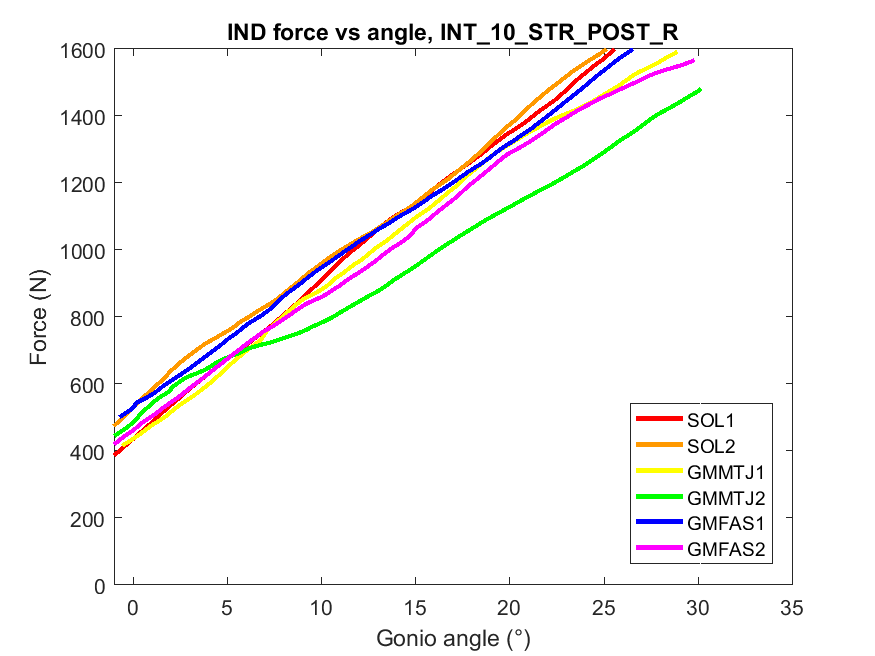 IND force vs angle, INT_10_STR_POST_R
1600
1400
1200
1000
800
600
400
200
0
Force (N)
0 5 10 15 20 25 30 35
Gonio angle (°)
SOL1
SOL2
GMMTJ1
GMMTJ2
GMFAS1
GMFAS2